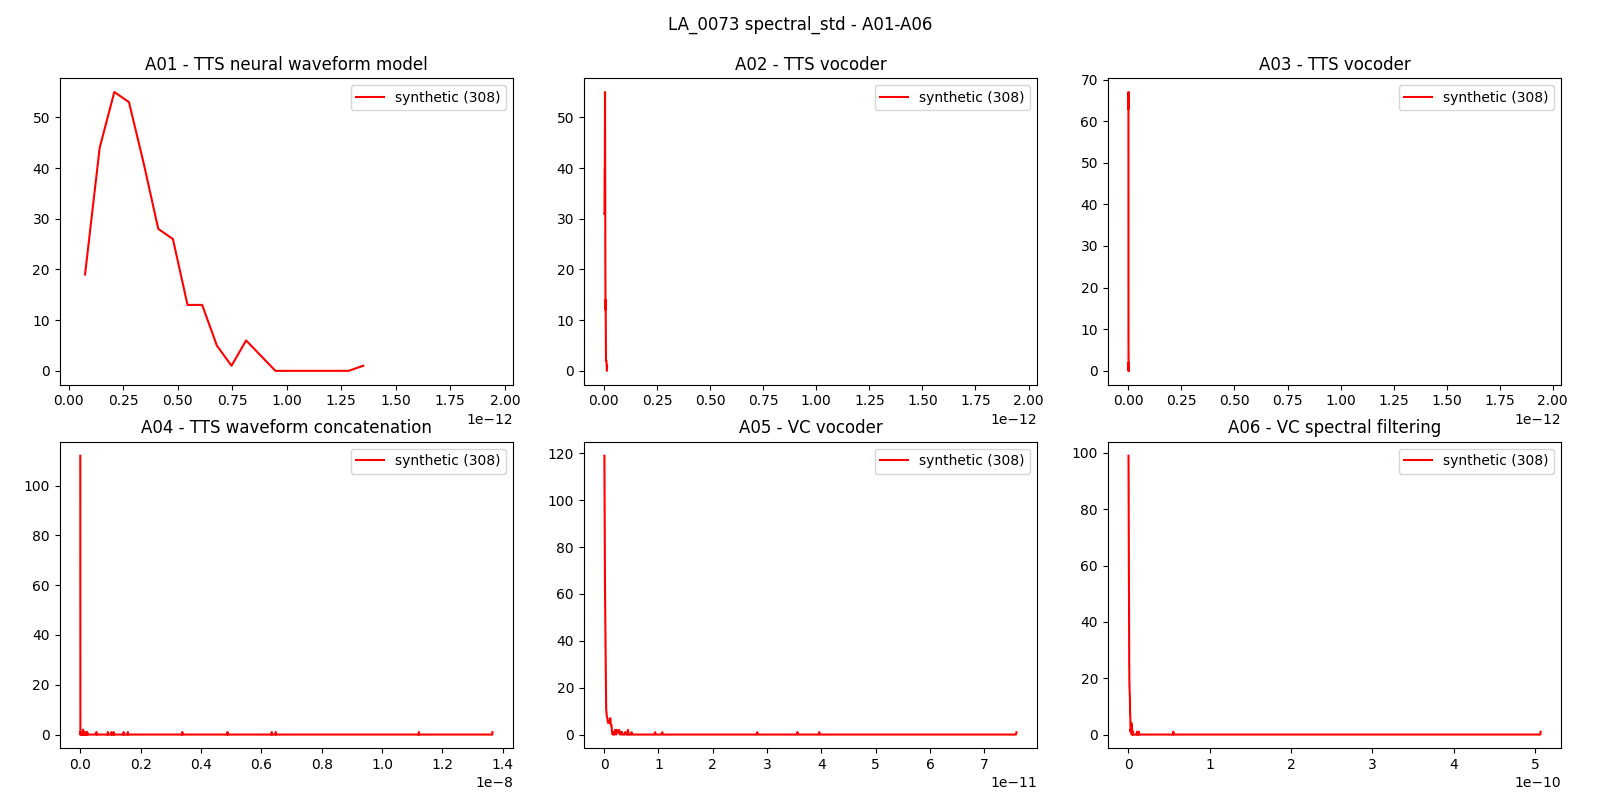 LA_0073 spectral_std - A01-A06
A01 - TTS neural waveform model
synthetic (308)
50
40
30
20
10
0
0.00 0.25 0.50 0.75 1.00 1.25 1.50 1.75 2.00
1e−12
A02 - TTS vocoder
synthetic (308)
50
40
30
20
10
0
0.00 0.25 0.50 0.75 1.00 1.25 1.50 1.75 2.00
1e−12
A03 - TTS vocoder
synthetic (308)
70
60
50
40
30
20
10
0
0.00 0.25 0.50 0.75 1.00 1.25 1.50 1.75 2.00
1e−12
A04 - TTS waveform concatenation
synthetic (308)
100
80
60
40
20
0
0.0 0.2 0.4 0.6 0.8 1.0 1.2 1.4
1e−8
A05 - VC vocoder
synthetic (308)
120
100
80
60
40
20
0
0 1 2 3 4 5 6 7
1e−11
A06 - VC spectral filtering
synthetic (308)
100
80
60
40
20
0
0 1 2 3 4 5
1e−10